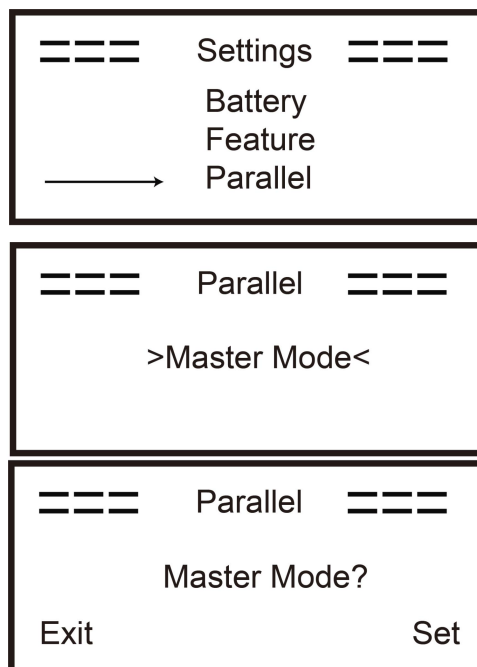 === Settings ===
Battery
Feature
Parallel
=== Parallel ===
>Master Mode<
=== Parallel ===
Master Mode?
Exit Set